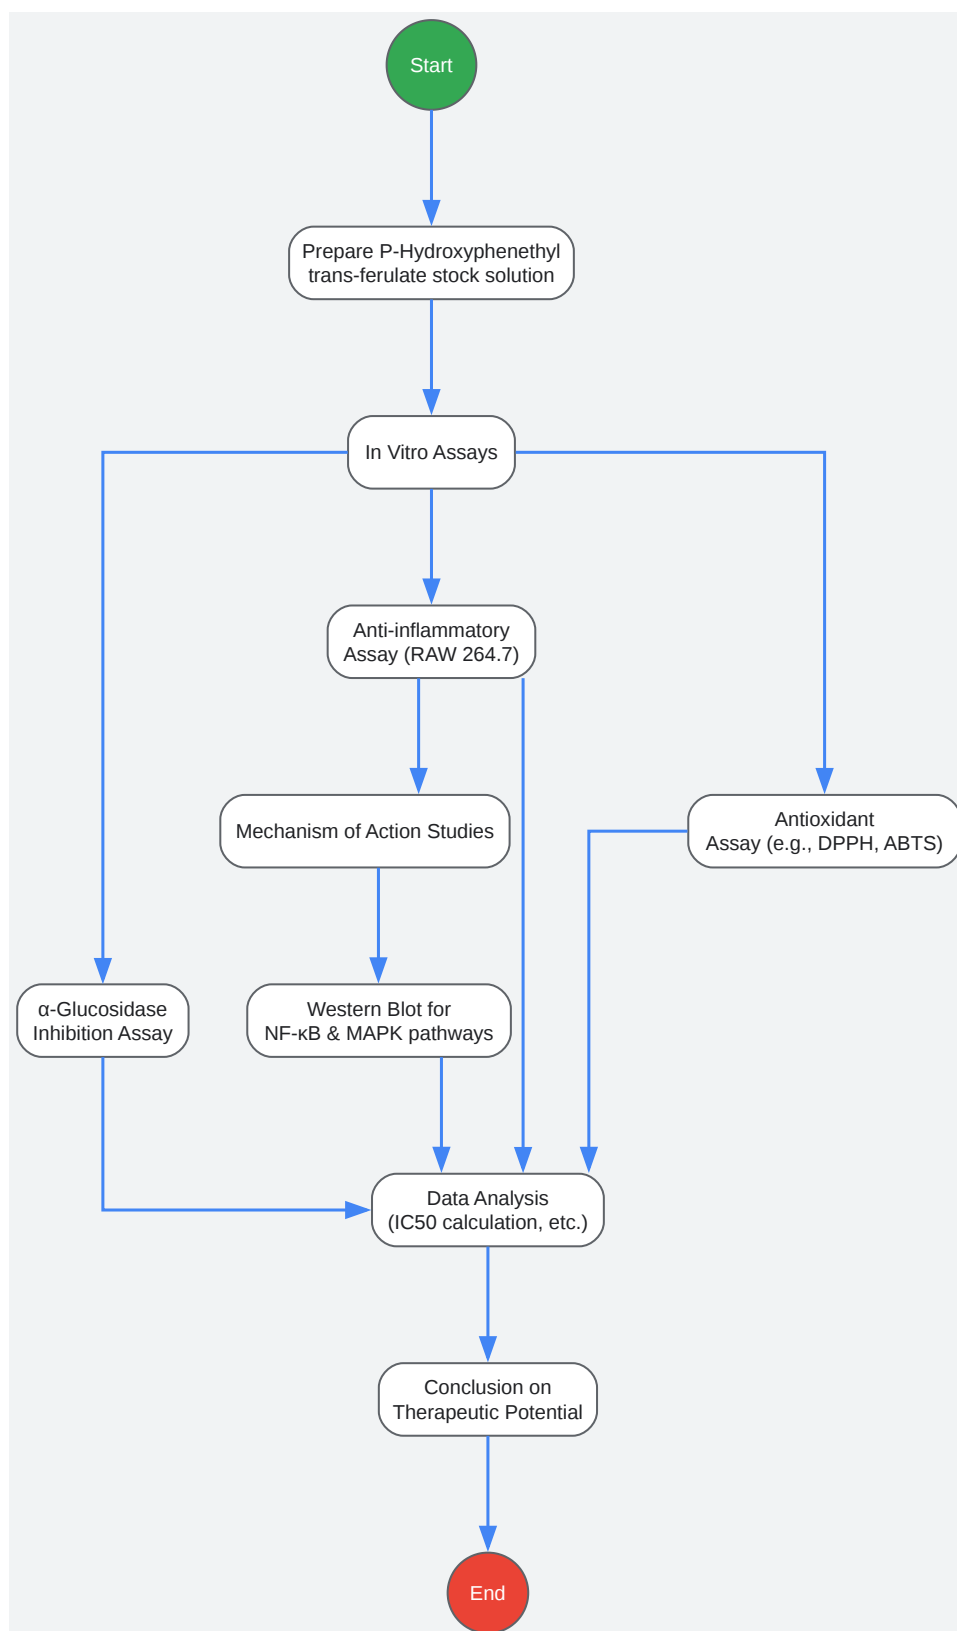 Start
Prepare P-Hydroxyphenethyl
trans-ferulate stock solution
In Vitro Assays
Anti-inflammatory
Assay (RAW 264.7)
Mechanism of Action Studies
Antioxidant
Assay (e.g., DPPH, ABTS)
α-Glucosidase
Inhibition Assay
Western Blot for
NF-κB & MAPK pathways
Data Analysis
(IC50 calculation, etc.)
Conclusion on
Therapeutic Potential
End